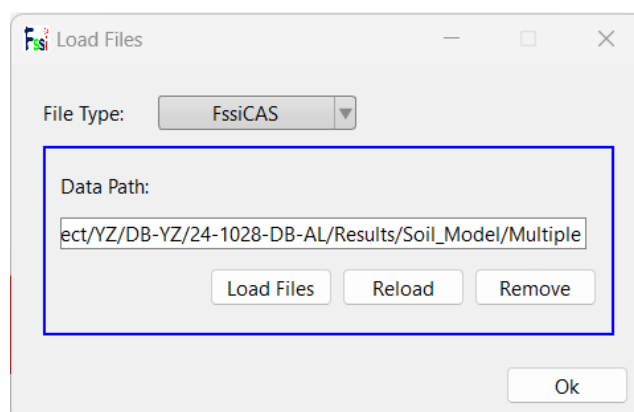 Fssi Load Files
File Type: FssiCAS
Data Path:
ect/YZ/DB-YZ/24-1028-DB-AL/Results/Soil_Model/Multiple
Load Files Reload Remove
Ok